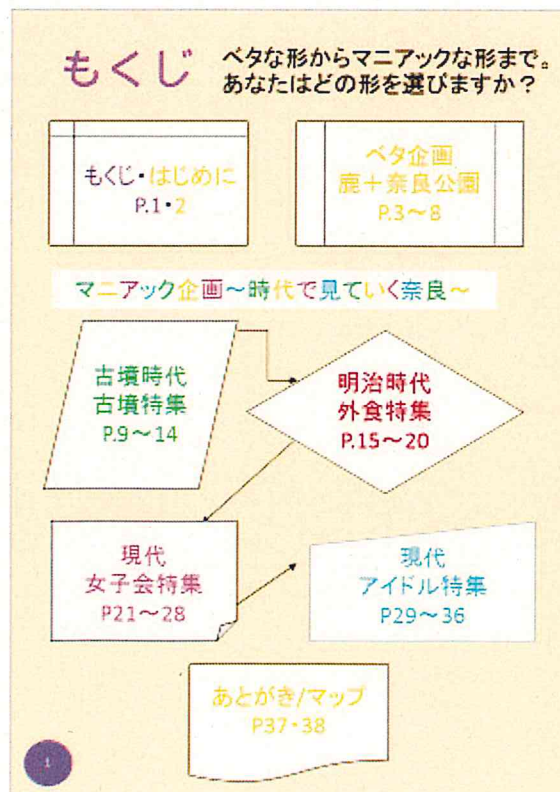 もくじ
ベタな形からマニアックな形まで。
あなたはどの形を選びますか？
もくじ・はじめに
P.1・2
ベタ企画
鹿＋奈良公園
P.3～8
マニアック企画～時代で見ていく奈良～
古墳時代
古墳特集
P.9～14
明治時代
外食特集
P.15～20
現代
女子会特集
P21～28
現代
アイドル特集
P29～36
あとがき/マップ
P37・38
1